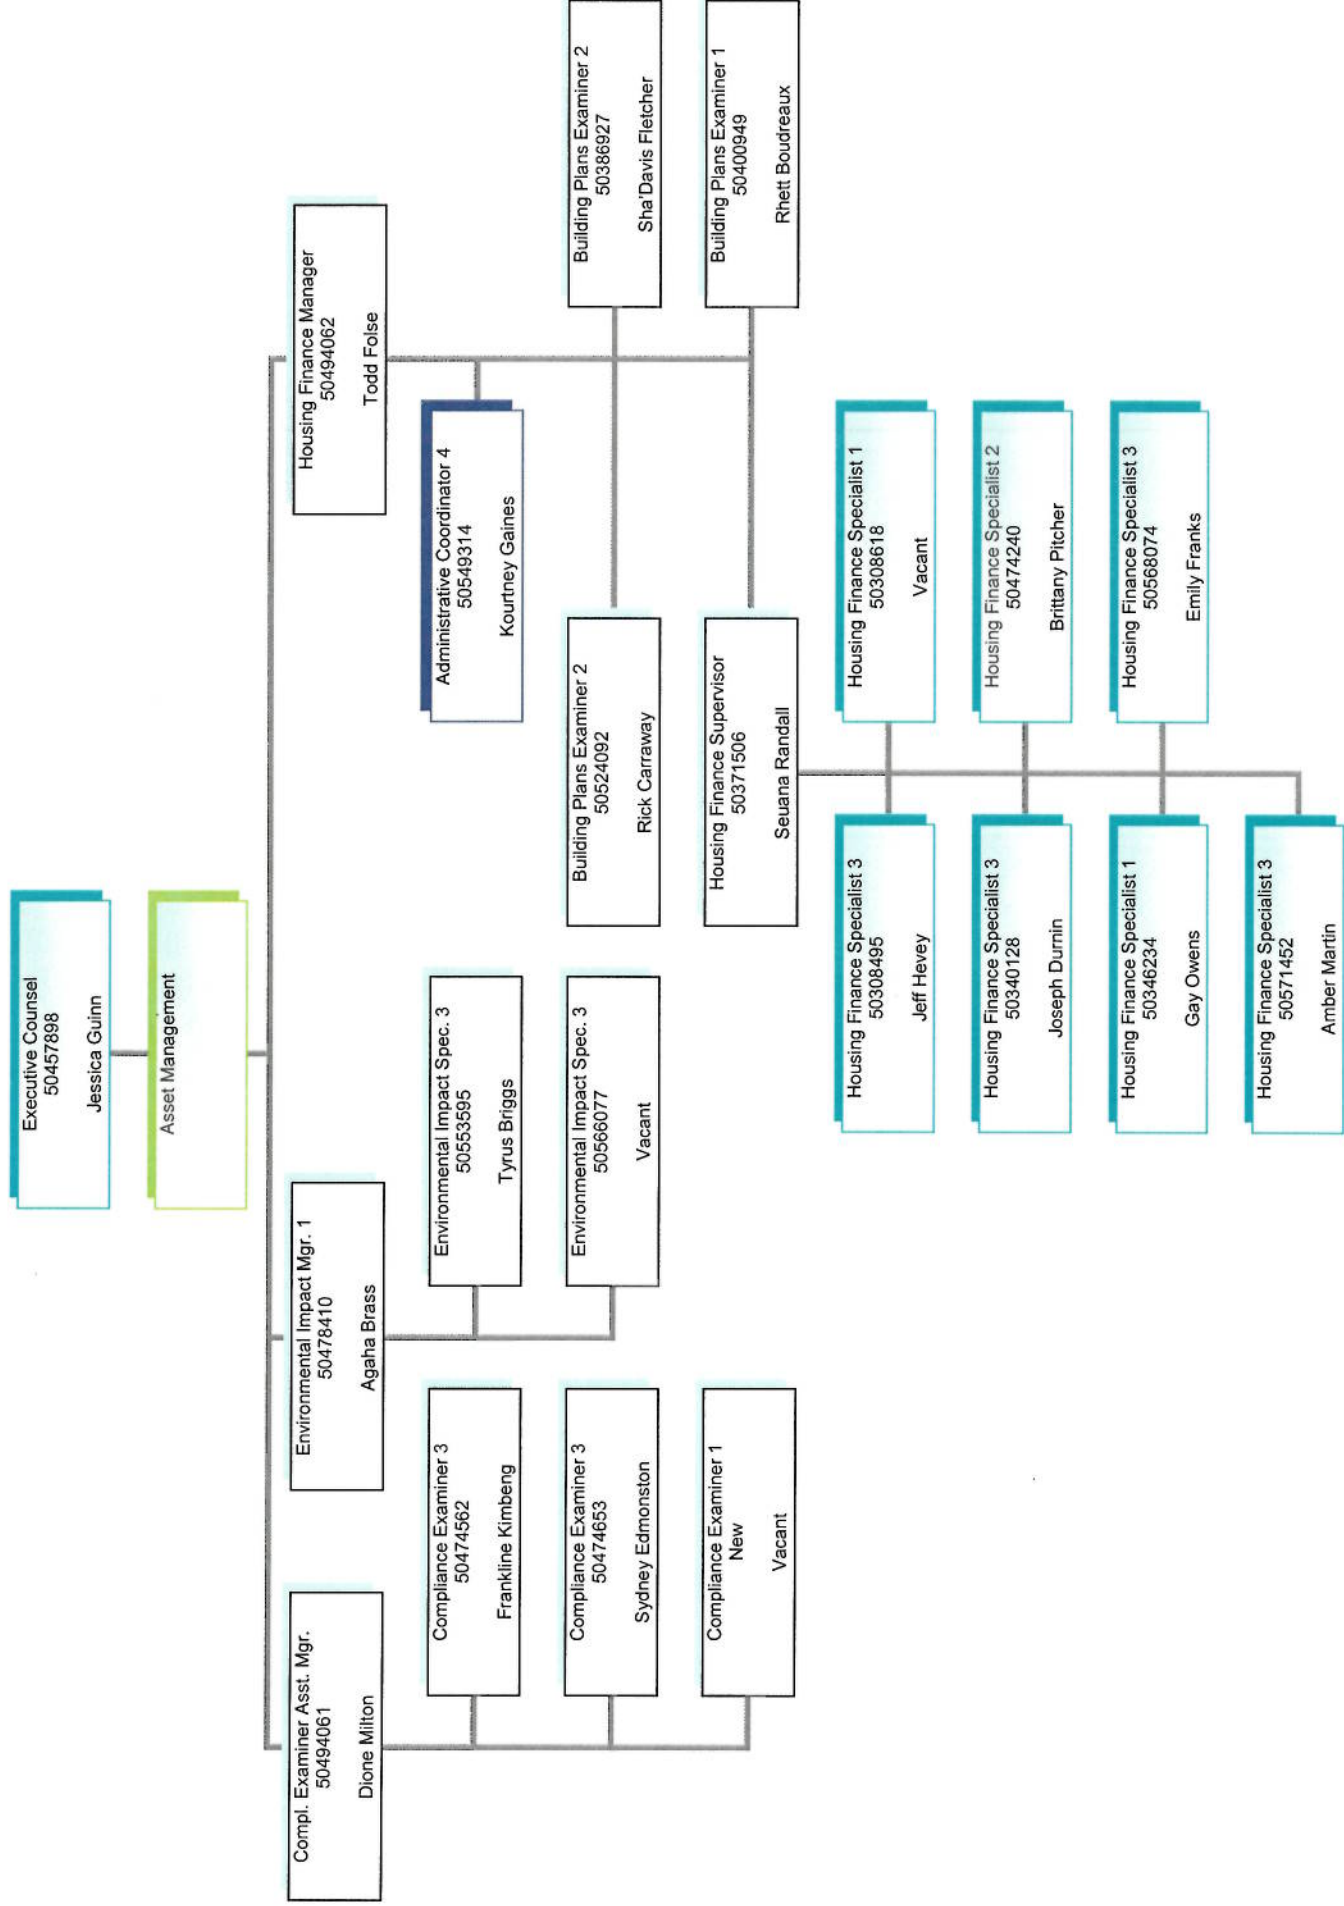 Executive Counsel
50457898
Jessica Guinn
Asset Management
Compl. Examiner Asst. Mgr.
50494061
Dione Milton
Environmental Impact Mgr. 1
50478410
Agaha Brass
Housing Finance Manager
50494062
Todd Folse
Compliance Examiner 3
50474562
Frankline Kimbeng
Compliance Examiner 3
50474653
Sydney Edmonston
Compliance Examiner 1
New
Vacant
Environmental Impact Spec. 3
50553595
Tyrus Briggs
Environmental Impact Spec. 3
50566077
Vacant
Administrative Coordinator 4
50549314
Kourtney Gaines
Building Plans Examiner 2
50524092
Rick Carraway
Building Plans Examiner 2
50386927
Sha'Davis Fletcher
Housing Finance Supervisor
50371506
Seuana Randall
Building Plans Examiner 1
50400949
Rhett Boudreaux
Housing Finance Specialist 3
50308495
Jeff Hevey
Housing Finance Specialist 1
50308618
Vacant
Housing Finance Specialist 3
50340128
Joseph Durnin
Housing Finance Specialist 2
50474240
Brittany Pitcher
Housing Finance Specialist 1
50346234
Gay Owens
Housing Finance Specialist 3
50568074
Emily Franks
Housing Finance Specialist 3
50571452
Amber Martin